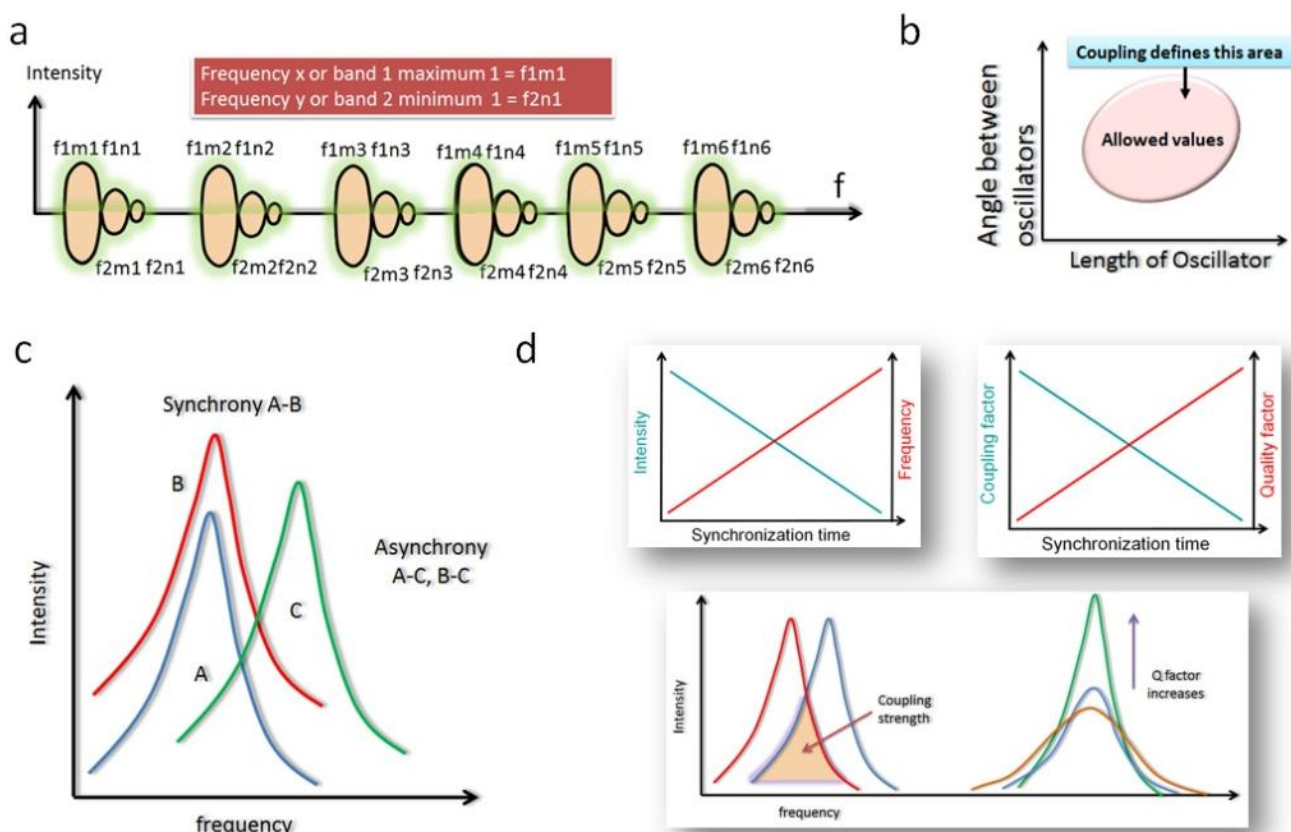 a
Intensity
Frequency x or band 1 maximum 1 = f1m1
Frequency y or band 2 minimum 1 = f2n1
f1m1 f1n1 f1m2 f1n2 f1m3 f1n3 f1m4 f1n4 f1m5 f1n5 f1m6 f1n6
f
f2m1 f2n1 f2m2f2n2 f2m3 f2n3 f2m4 f2n4 f2m5 f2n5 f2m6 f2n6
b
Coupling defines this area
Allowed values
Angle between
oscillators
Length of Oscillator
c
Synchrony A-B
B
A
C
Asynchrony
A-C, B-C
Intensity
frequency
d
Intensity
Frequency
Synchronization time
Coupling factor
Quality factor
Synchronization time
Intensity
Coupling
strength
frequency
Q factor
increases